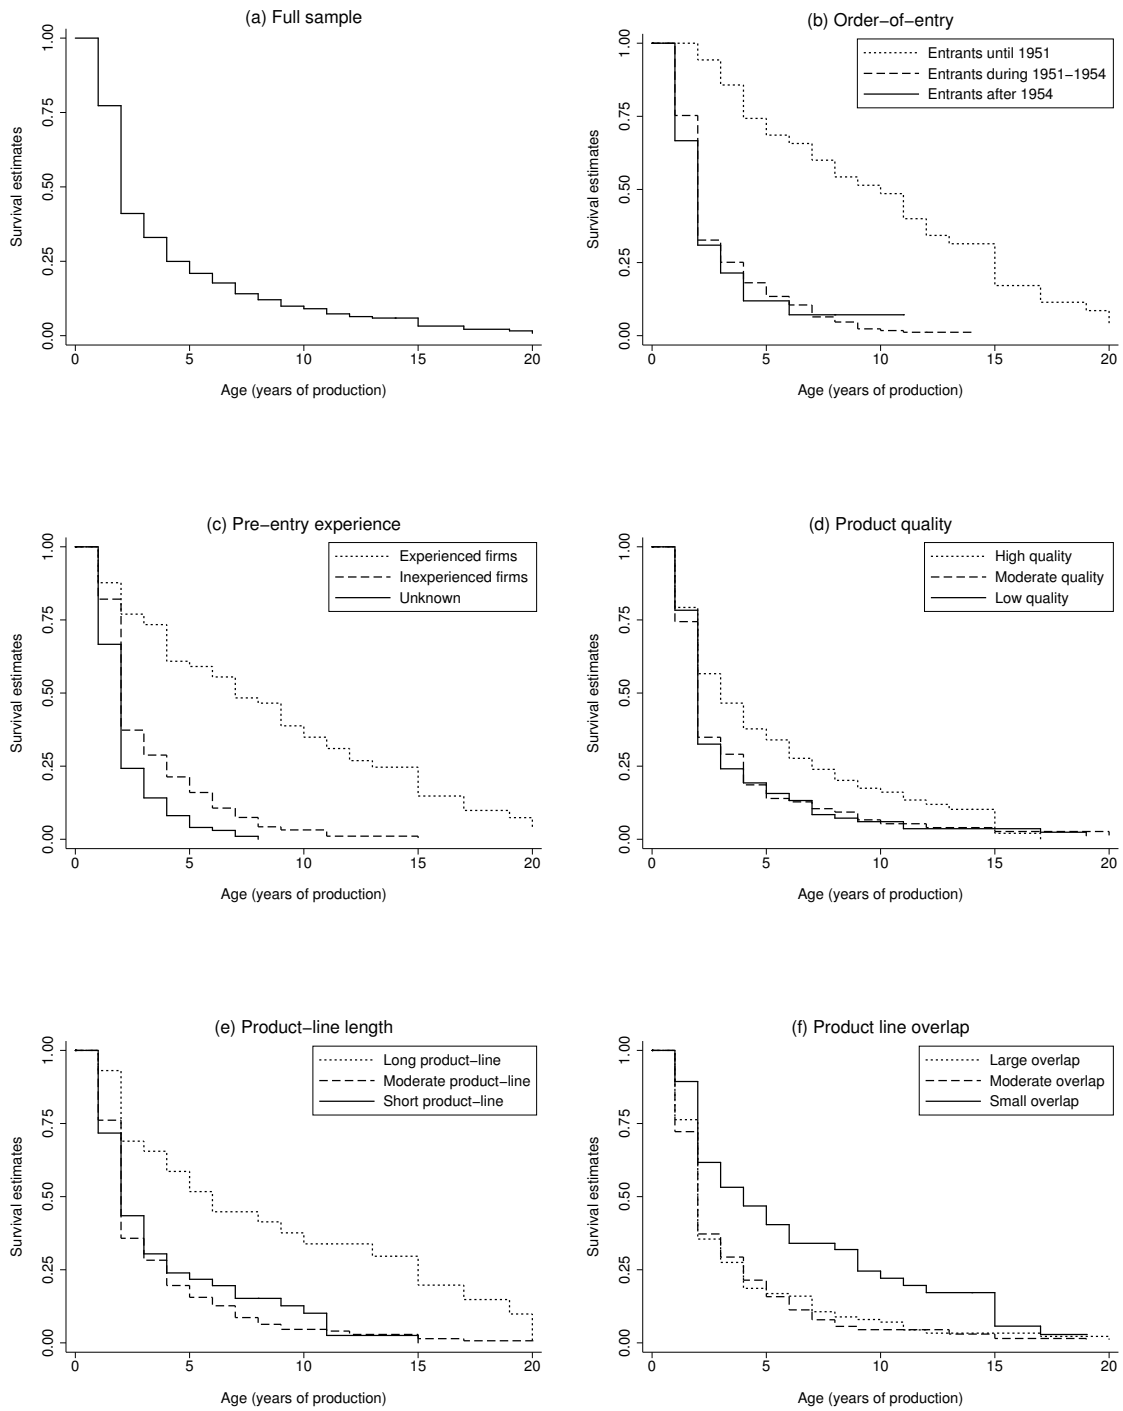 (a) Full sample
Survival estimates
1.00
0.75
0.50
0.25
0.00
0 5 10 15 20
Age (years of production)
(b) Order−of−entry
Entrants until 1951
Entrants during 1951−1954
Entrants after 1954
Survival estimates
1.00
0.75
0.50
0.25
0.00
0 5 10 15 20
Age (years of production)
(c) Pre−entry experience
Experienced firms
Inexperienced firms
Unknown
Survival estimates
1.00
0.75
0.50
0.25
0.00
0 5 10 15 20
Age (years of production)
(d) Product quality
High quality
Moderate quality
Low quality
Survival estimates
1.00
0.75
0.50
0.25
0.00
0 5 10 15 20
Age (years of production)
(e) Product−line length
Long product−line
Moderate product−line
Short product−line
Survival estimates
1.00
0.75
0.50
0.25
0.00
0 5 10 15 20
Age (years of production)
(f) Product line overlap
Large overlap
Moderate overlap
Small overlap
Survival estimates
1.00
0.75
0.50
0.25
0.00
0 5 10 15 20
Age (years of production)